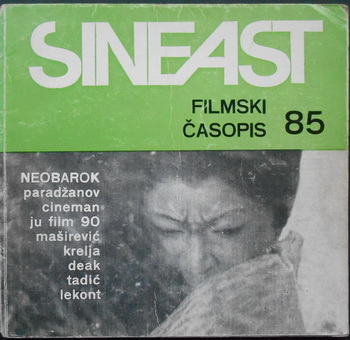 SINEAST
FILMSKI
ČASOPIS 85
NEOBAROK
paradžanov
cineman
ju film 90
maširević
krelja
deak
tadić
lekont